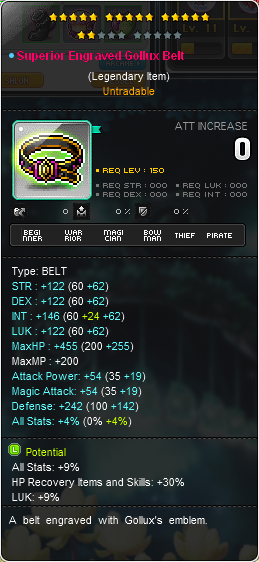 Superior Engraved Gollux Belt
(Legendary Item)
Untradable
ATT INCREASE
0
REQ LEV : 150
REQ STR : 000 REQ LUK : 000
REQ DEX : 000 REQ INT : 000
0 0 % 0 %
BEGINNER WARRIOR MAGICIAN BOWMAN THIEF PIRATE
Type: BELT
STR : +122 (60 +62)
DEX : +122 (60 +62)
INT : +146 (60 +24 +62)
LUK : +122 (60 +62)
MaxHP : +455 (200 +255)
MaxMP : +200
Attack Power: +54 (35 +19)
Magic Attack: +54 (35 +19)
Defense: +242 (100 +142)
All Stats: +4% (0% +4%)
L Potential
All Stats: +9%
HP Recovery Items and Skills: +30%
LUK: +9%
A belt engraved with Gollux's emblem.